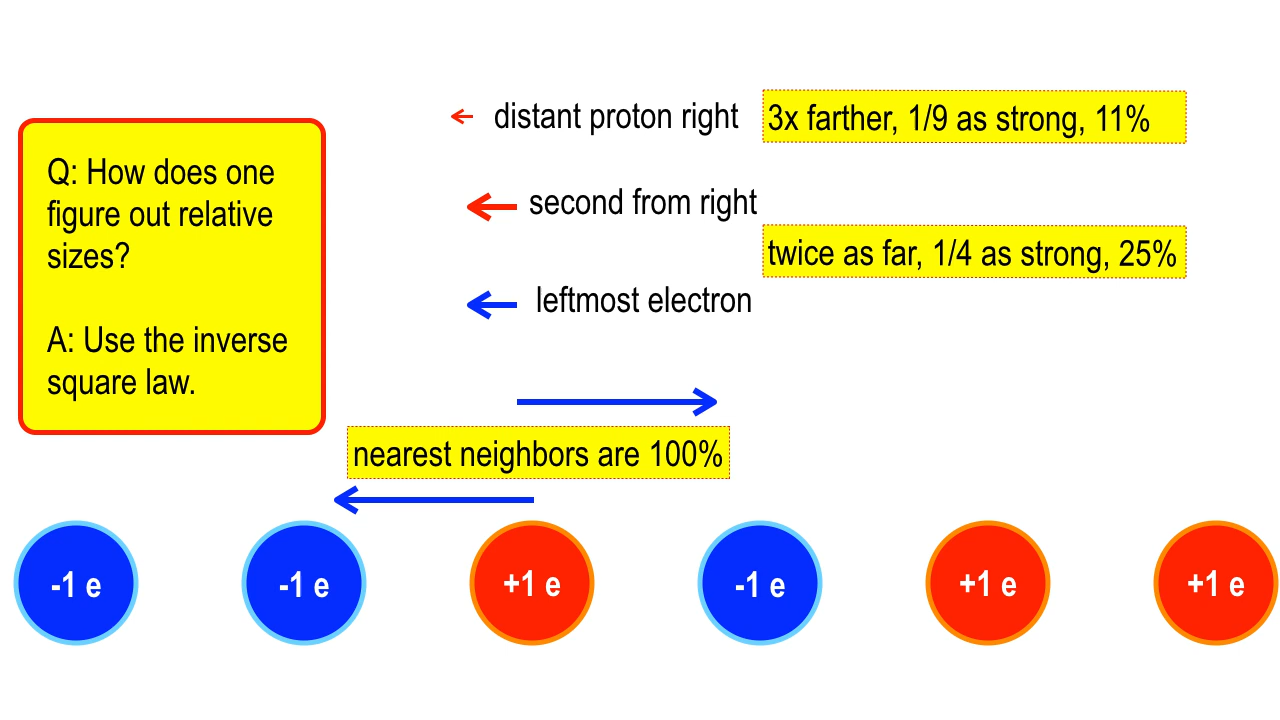 Q: How does one
figure out relative
sizes?
A: Use the inverse
square law.
distant proton right
3x farther, 1/9 as strong, 11%
second from right
twice as far, 1/4 as strong, 25%
leftmost electron
nearest neighbors are 100%
-1 e
-1 e
+1 e
-1 e
+1 e
+1 e